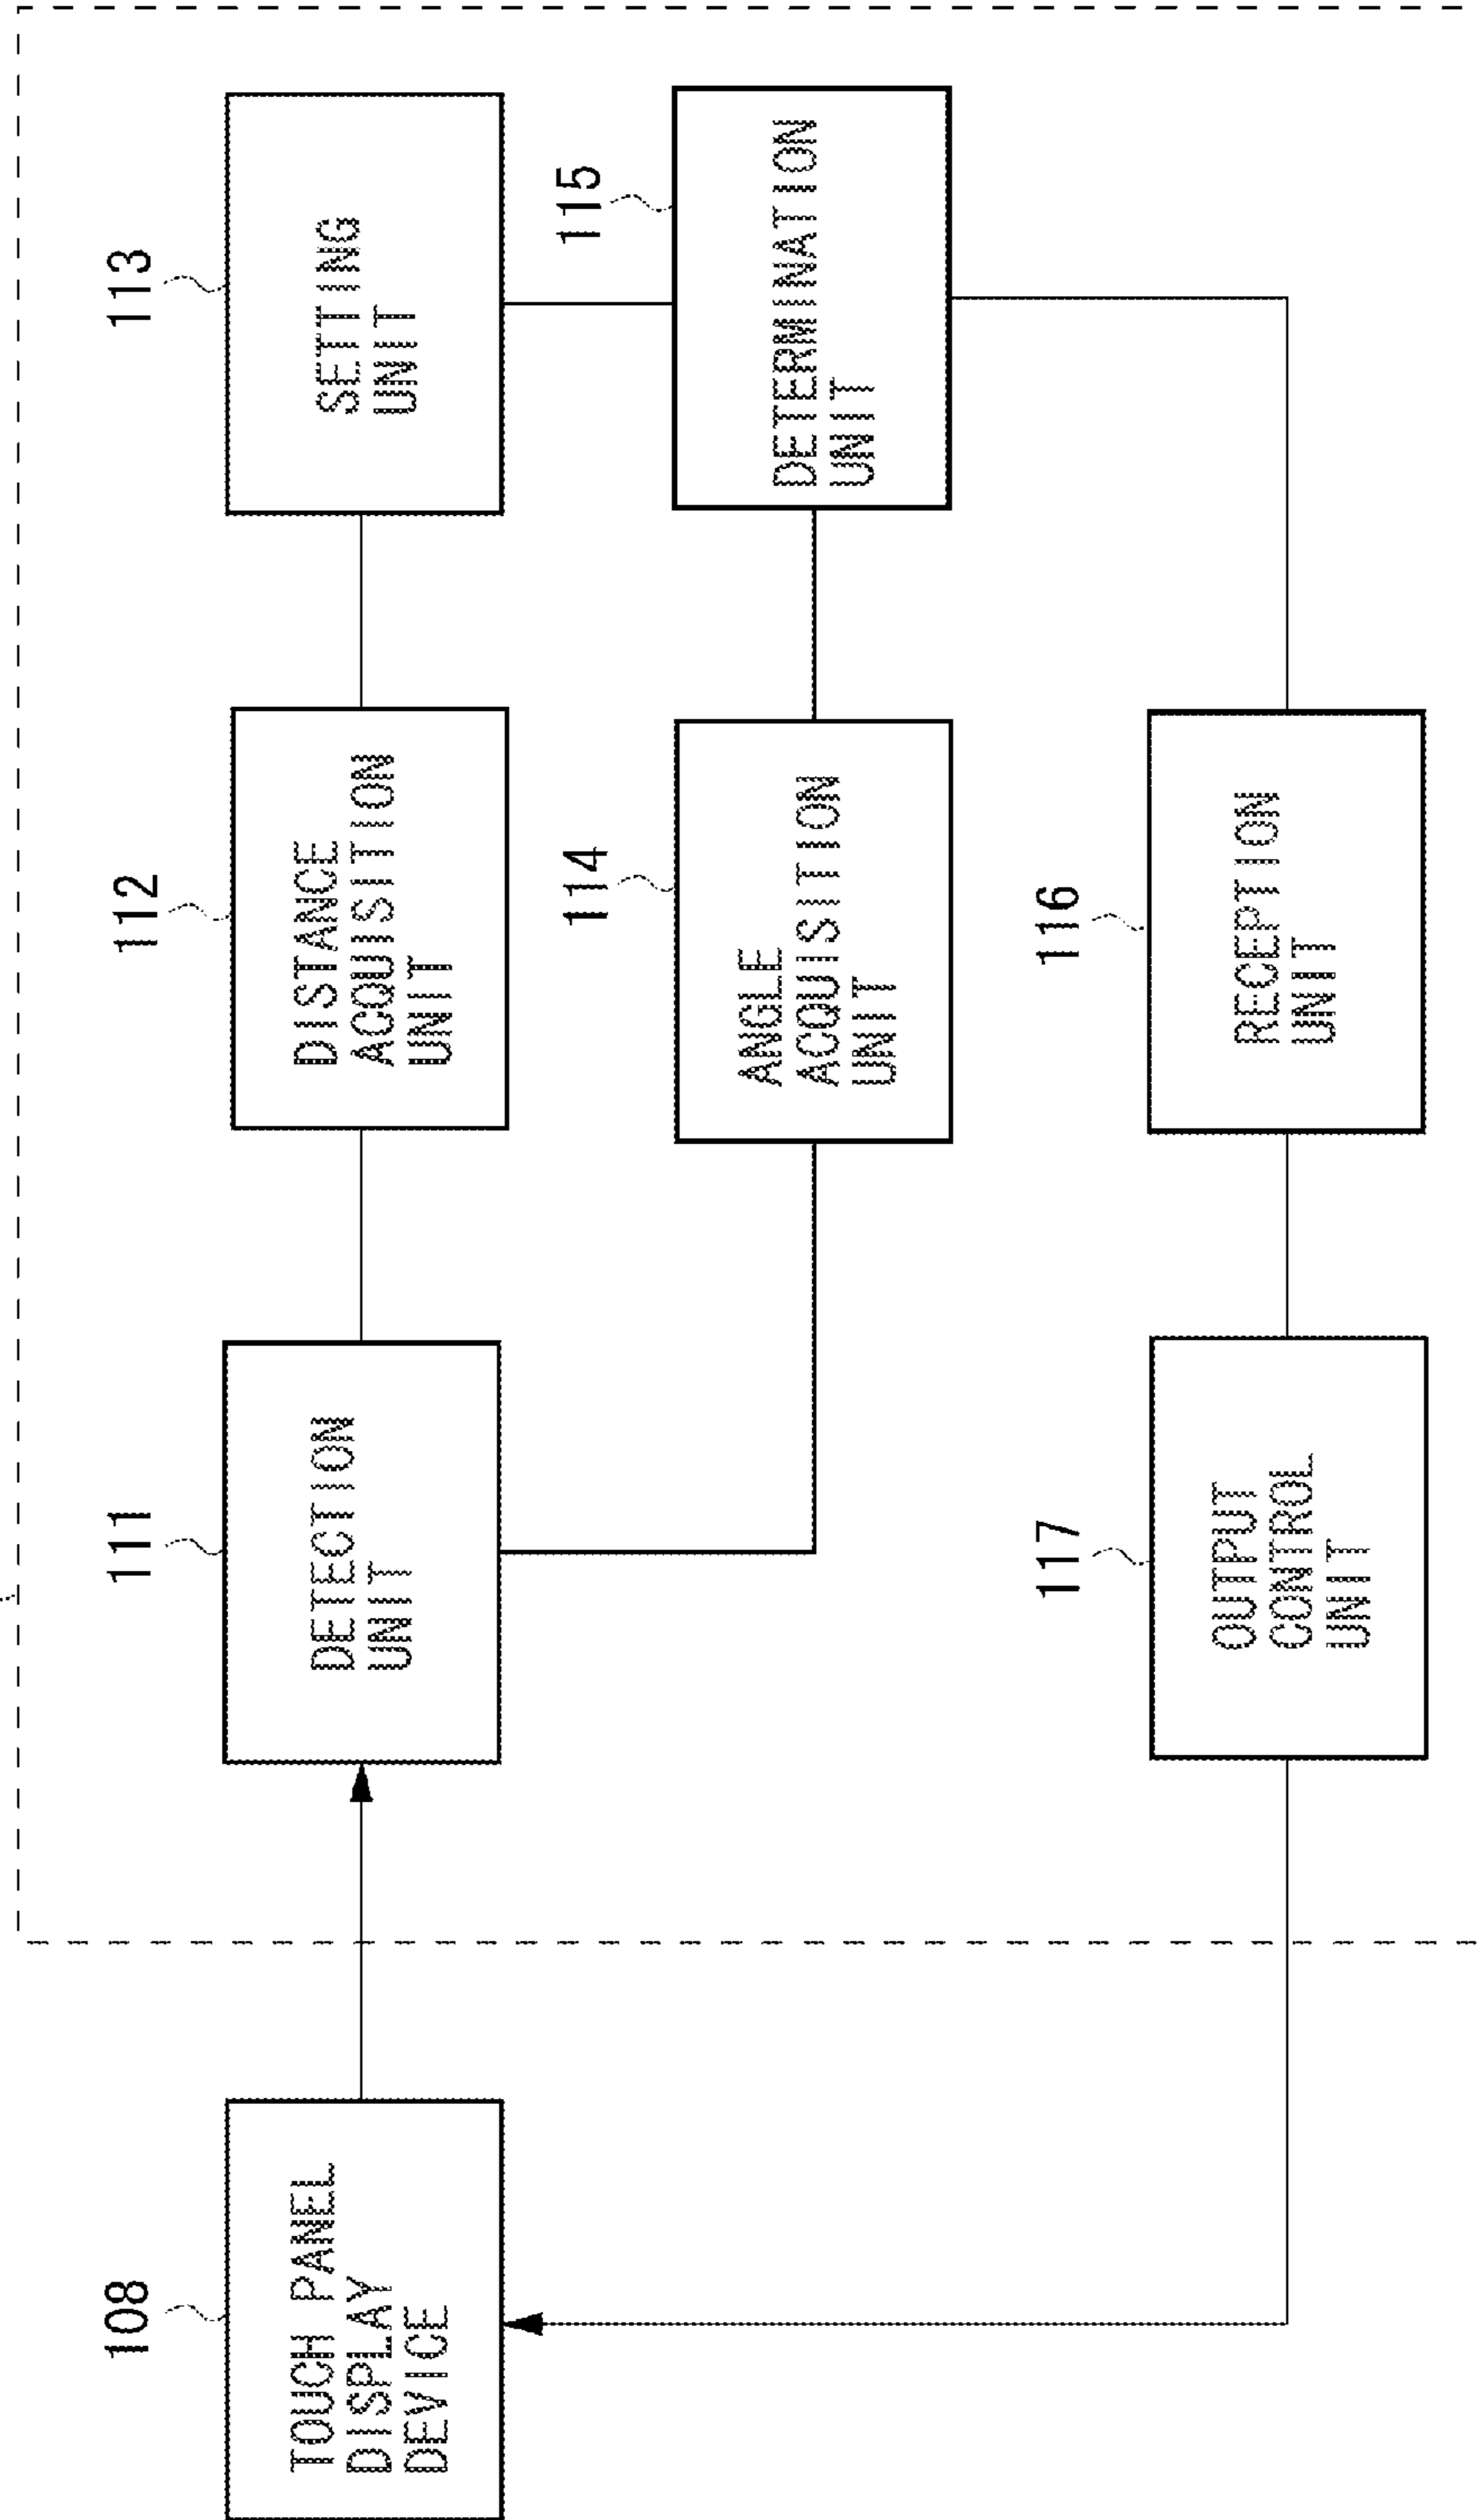 108
TOUCH PANEL
DISPLAY
DEVICE
111
DETECTION
UNIT
112
DISTANCE
ACQUISITION
UNIT
113
SETTING
UNIT
114
ANGLE
ACQUISITION
UNIT
115
DETERMINATION
UNIT
117
OUTPUT
CONTROL
UNIT
116
RECEPTION
UNIT